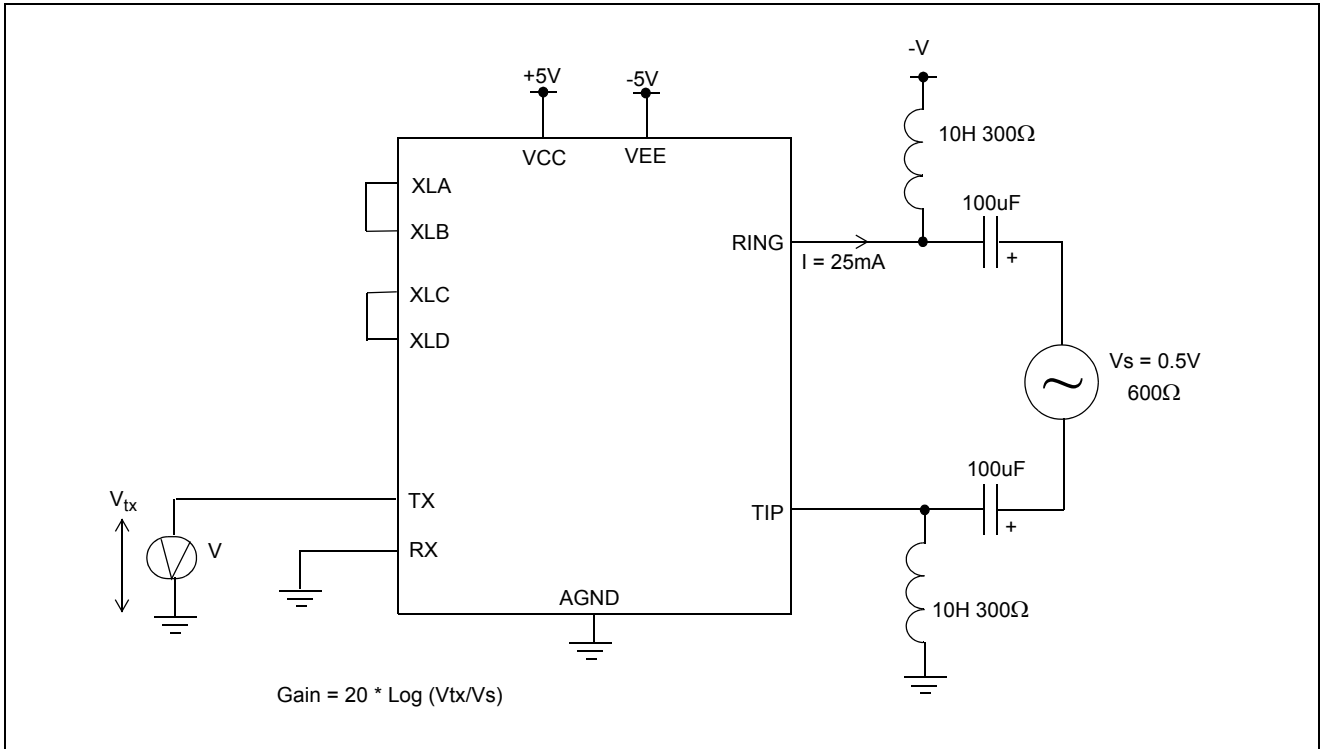 -V
+5V
-5V
10H 300Ω
VCC
VEE
XLA
100uF
XLB
RING
+
I = 25mA
XLC
XLD
Vs = 0.5V
600Ω
100uF
Vtx
TX
TIP
+
V
RX
AGND
10H 300Ω
Gain = 20 * Log (Vtx/Vs)